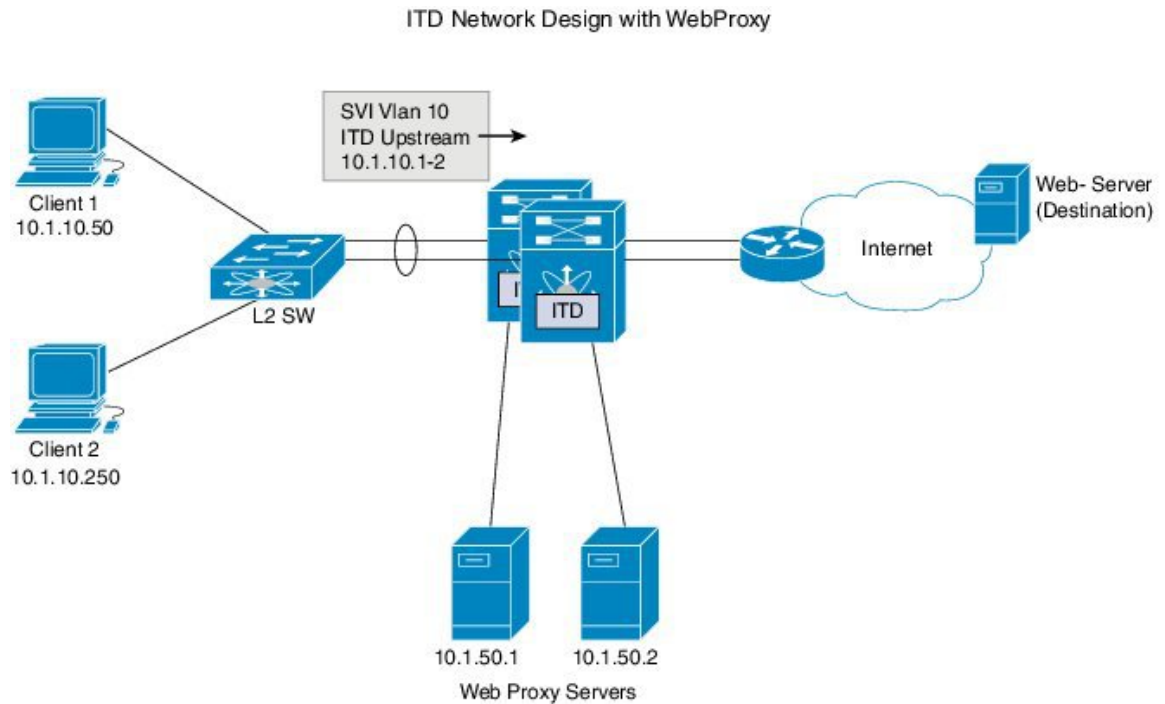 ITD Network Design with WebProxy
SVI Vlan 10
ITD Upstream
10.1.10.1-2
Client 1
10.1.10.50
Web- Server
(Destination)
Internet
ITD
L2 SW
Client 2
10.1.10.250
10.1.50.1
10.1.50.2
Web Proxy Servers